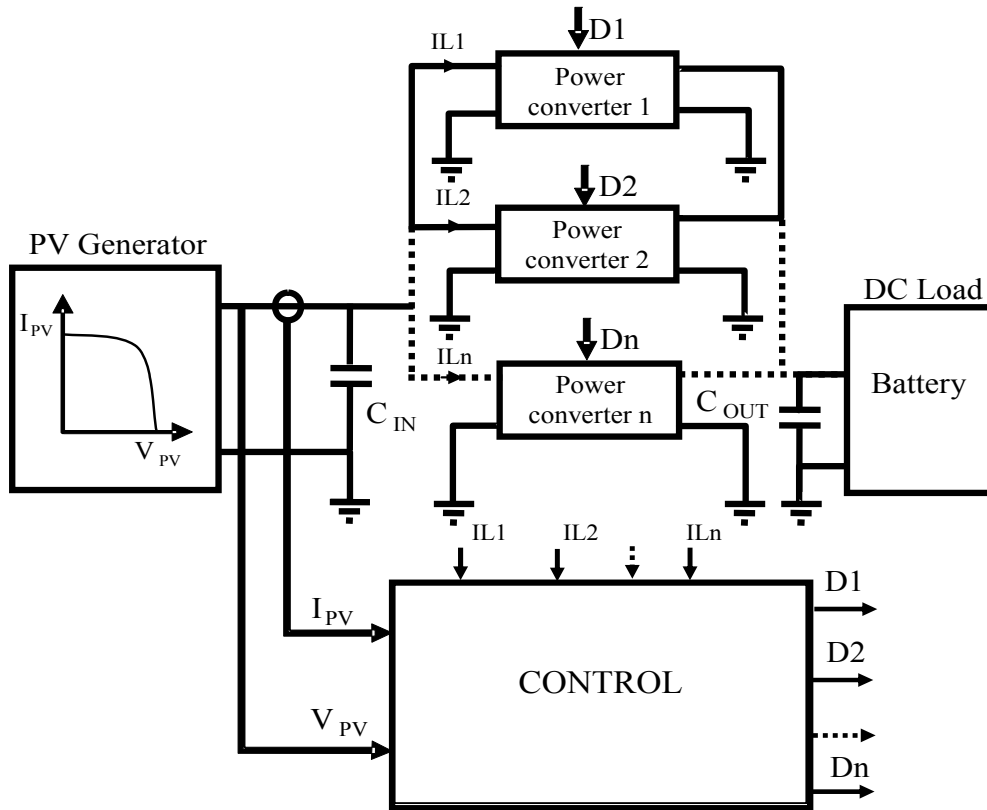 D1
IL1
Power
converter 1
D2
IL2
Power
converter 2
PV Generator
DC Load
I PV
V PV
Dn
ILn
Power
converter n
C IN
C OUT
Battery
IL1
IL2
ILn
D1
I PV
D2
CONTROL
V PV
Dn